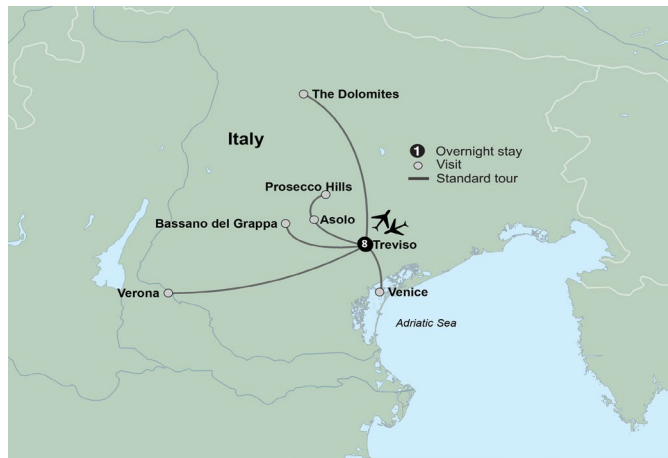 The Dolomites
Italy
1 Overnight stay
Visit
Standard tour
Prosecco Hills
Asolo
Bassano del Grappa
8 Treviso
Verona
Venice
Adriatic Sea